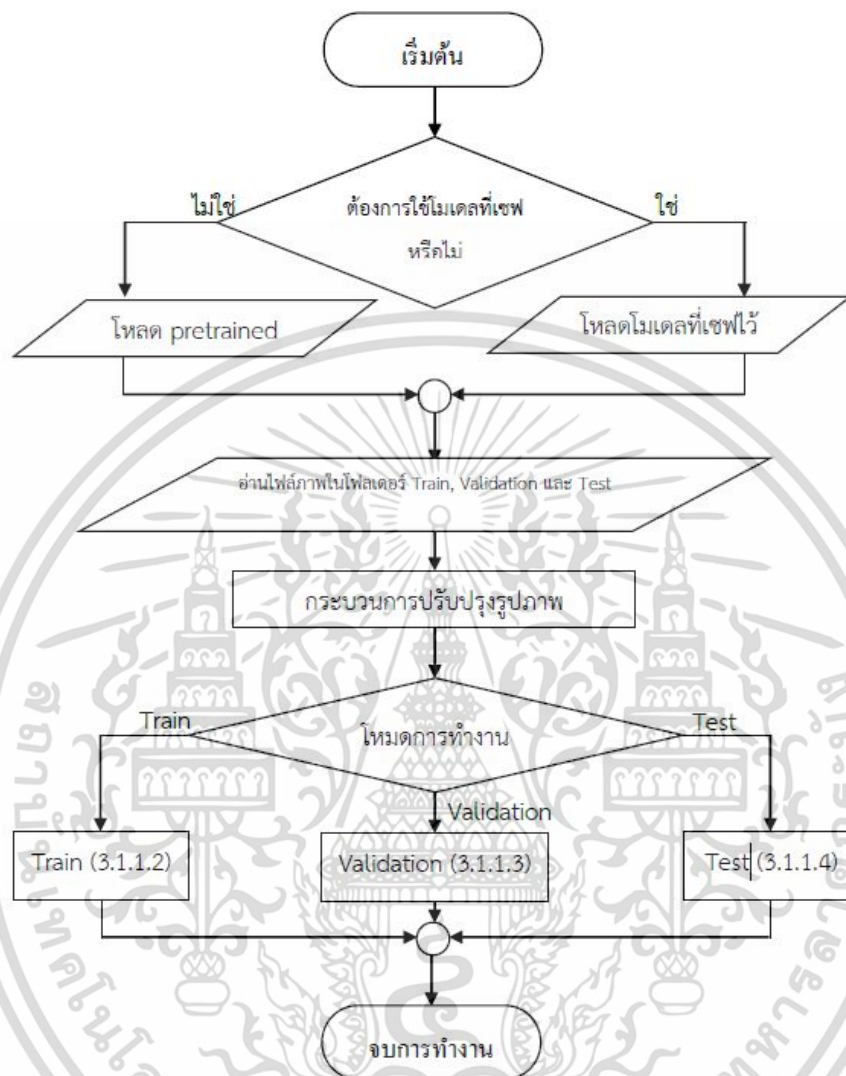 เริ่มต้น
ต้องการใช้โมเดลที่เซฟ
หรือไม่
ไม่ใช่
ใช่
โหลด pretrained
โหลดโมเดลที่เซฟไว้
อ่านไฟล์ภาพในโฟลเดอร์ Train, Validation และ Test
กระบวนการปรับปรุงรูปภาพ
โหมดการทำงาน
Train
Test
Validation
Train (3.1.1.2)
Validation (3.1.1.3)
Test (3.1.1.4)
จบการทำงาน